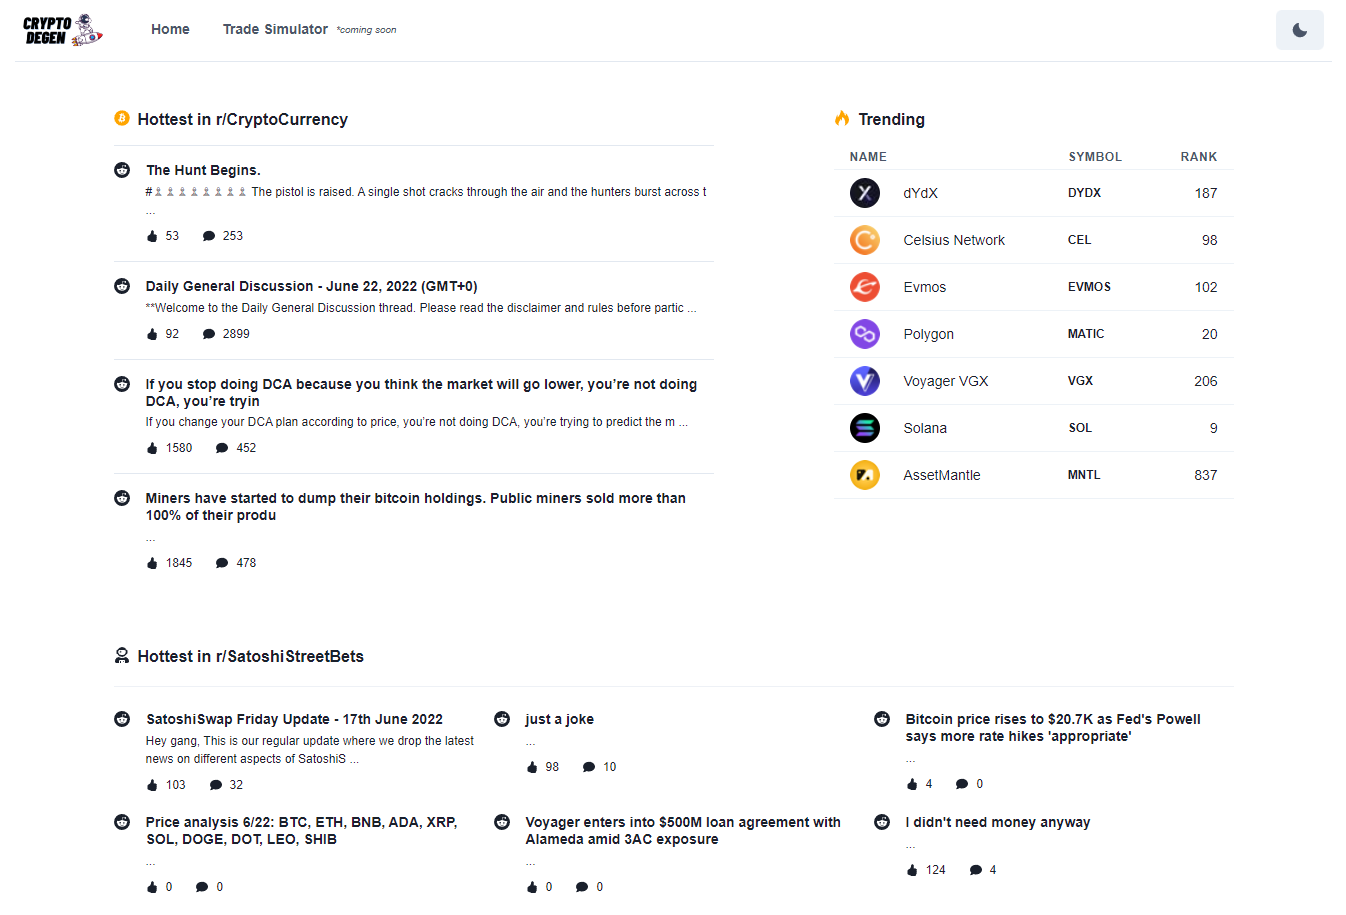 CRYPTO
DEGEN
Home Trade Simulator *coming soon
Hottest in r/CryptoCurrency
The Hunt Begins.
# The pistol is raised. A single shot cracks through the air and the hunters burst across t
...
53 253
Daily General Discussion - June 22, 2022 (GMT+0)
**Welcome to the Daily General Discussion thread. Please read the disclaimer and rules before partic ...
92 2899
If you stop doing DCA because you think the market will go lower, you’re not doing
DCA, you’re tryin
If you change your DCA plan according to price, you’re not doing DCA, you’re trying to predict the m ...
1580 452
Miners have started to dump their bitcoin holdings. Public miners sold more than
100% of their produ
...
1845 478
Trending
NAME SYMBOL RANK
dYdX DYDX 187
Celsius Network CEL 98
Evmos EVMOS 102
Polygon MATIC 20
Voyager VGX VGX 206
Solana SOL 9
AssetMantle MNTL 837
Hottest in r/SatoshiStreetBets
SatoshiSwap Friday Update - 17th June 2022
Hey gang, This is our regular update where we drop the latest
news on different aspects of SatoshiS ...
103 32
just a joke
...
98 10
Bitcoin price rises to $20.7K as Fed's Powell
says more rate hikes 'appropriate'
...
4 0
Price analysis 6/22: BTC, ETH, BNB, ADA, XRP,
SOL, DOGE, DOT, LEO, SHIB
...
0 0
Voyager enters into $500M loan agreement with
Alameda amid 3AC exposure
...
0 0
I didn't need money anyway
...
124 4